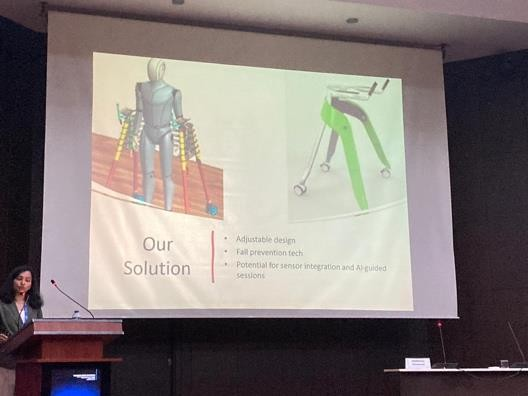 Our
Solution
• Adjustable design
• Fall prevention tech
• Potential for sensor integration and AI-guided
sessions